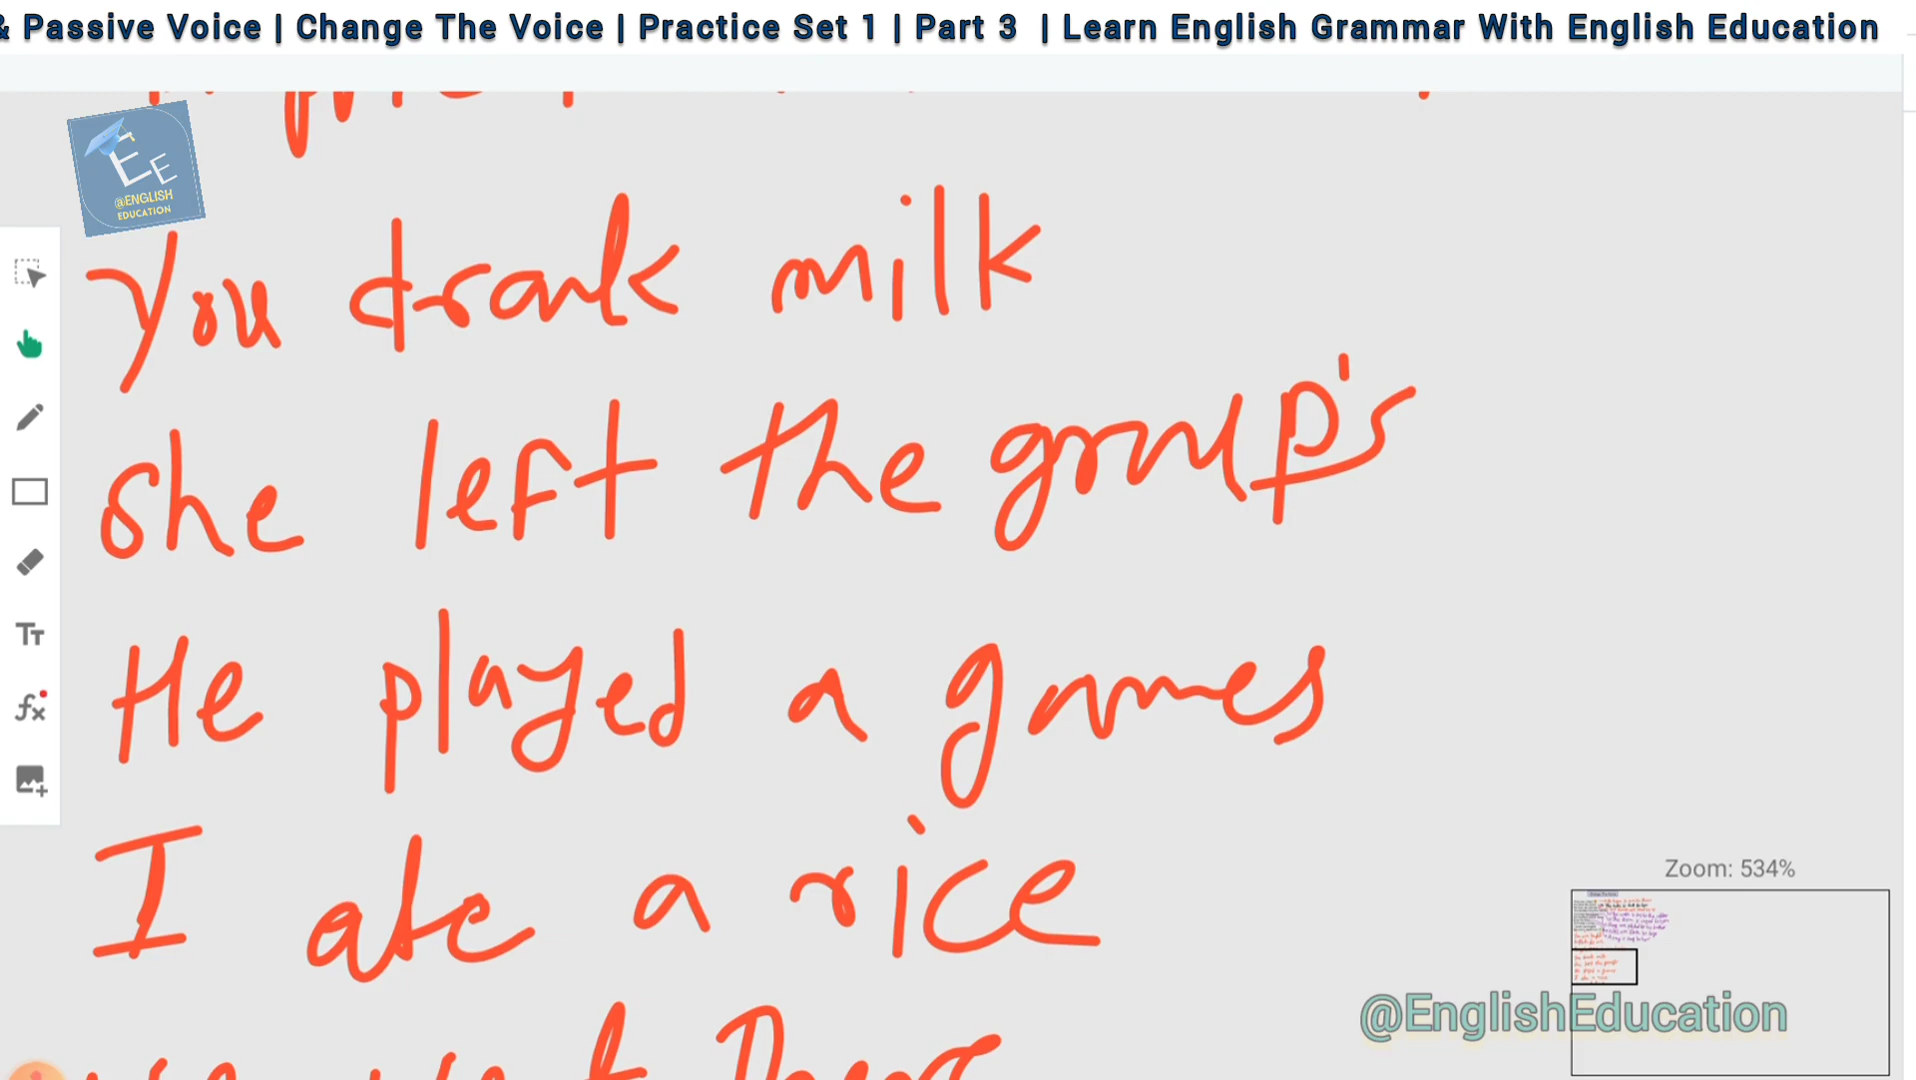 & Passive Voice | Change The Voice | Practice Set 1 | Part 3 | Learn English Grammar With English Education
EE
@ENGLISH
EDUCATION
You drank milk
She left the group's
He played a games
I ate a rice
Zoom: 534%
@EnglishEducation